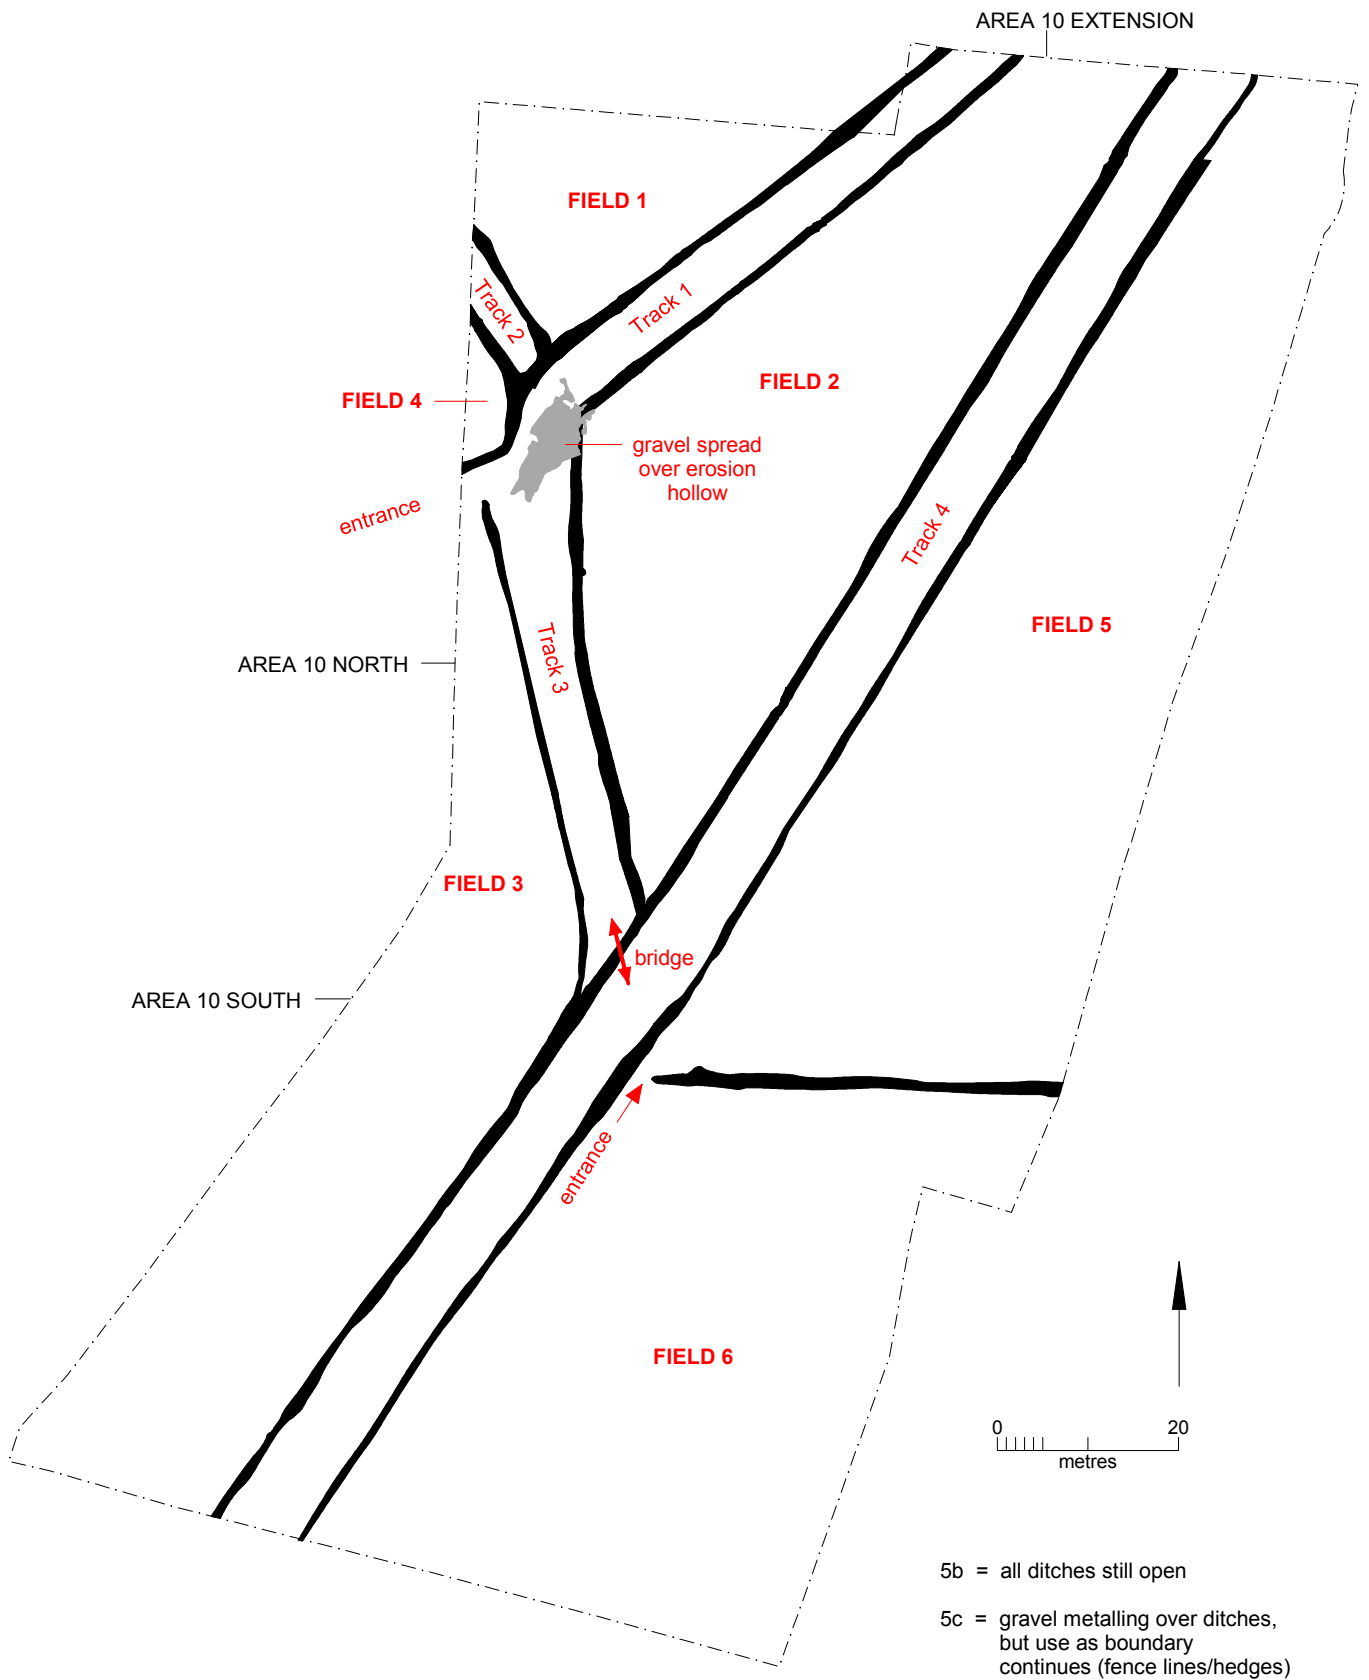 AREA 10 EXTENSION
FIELD 1
Track 2
Track 1
FIELD 2
FIELD 4
gravel spread
over erosion
hollow
entrance
Track 4
FIELD 5
Track 3
AREA 10 NORTH
FIELD 3
bridge
AREA 10 SOUTH
entrance
FIELD 6
0 20
metres
5b = all ditches still open
5c = gravel metalling over ditches,
but use as boundary
continues (fence lines/hedges)